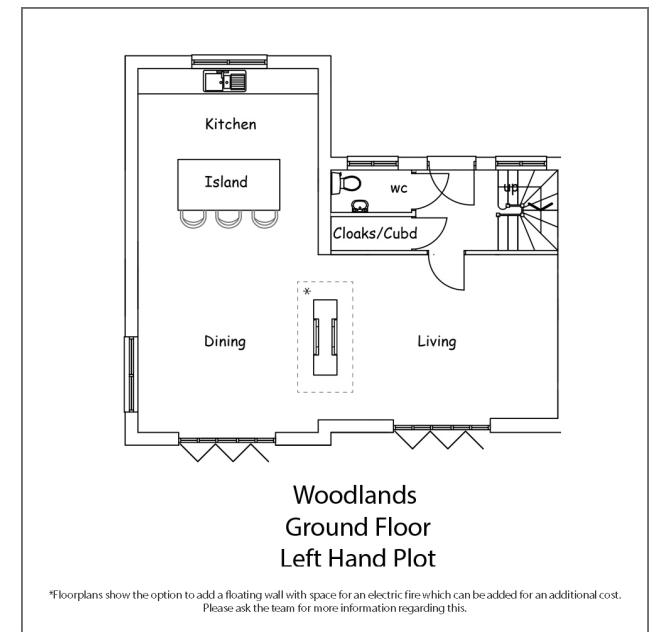 Kitchen
Island
wc
up
Cloaks/Cubd
*
Dining
Living
Woodlands
Ground Floor
Left Hand Plot
*Floorplans show the option to add a floating wall with space for an electric fire which can be added for an additional cost.
Please ask the team for more information regarding this.